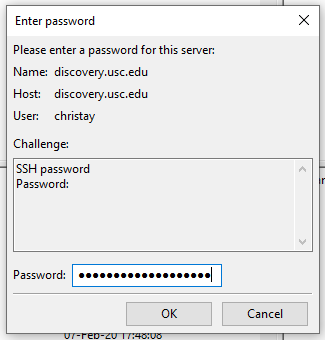 Enter password
Please enter a password for this server:
Name: discovery.usc.edu
Host: discovery.usc.edu
User: christay
Challenge:
SSH password
Password:
Password: ●●●●●●●●●●●●●●●●●●●
OK Cancel
07-Feb-20 17:48:08